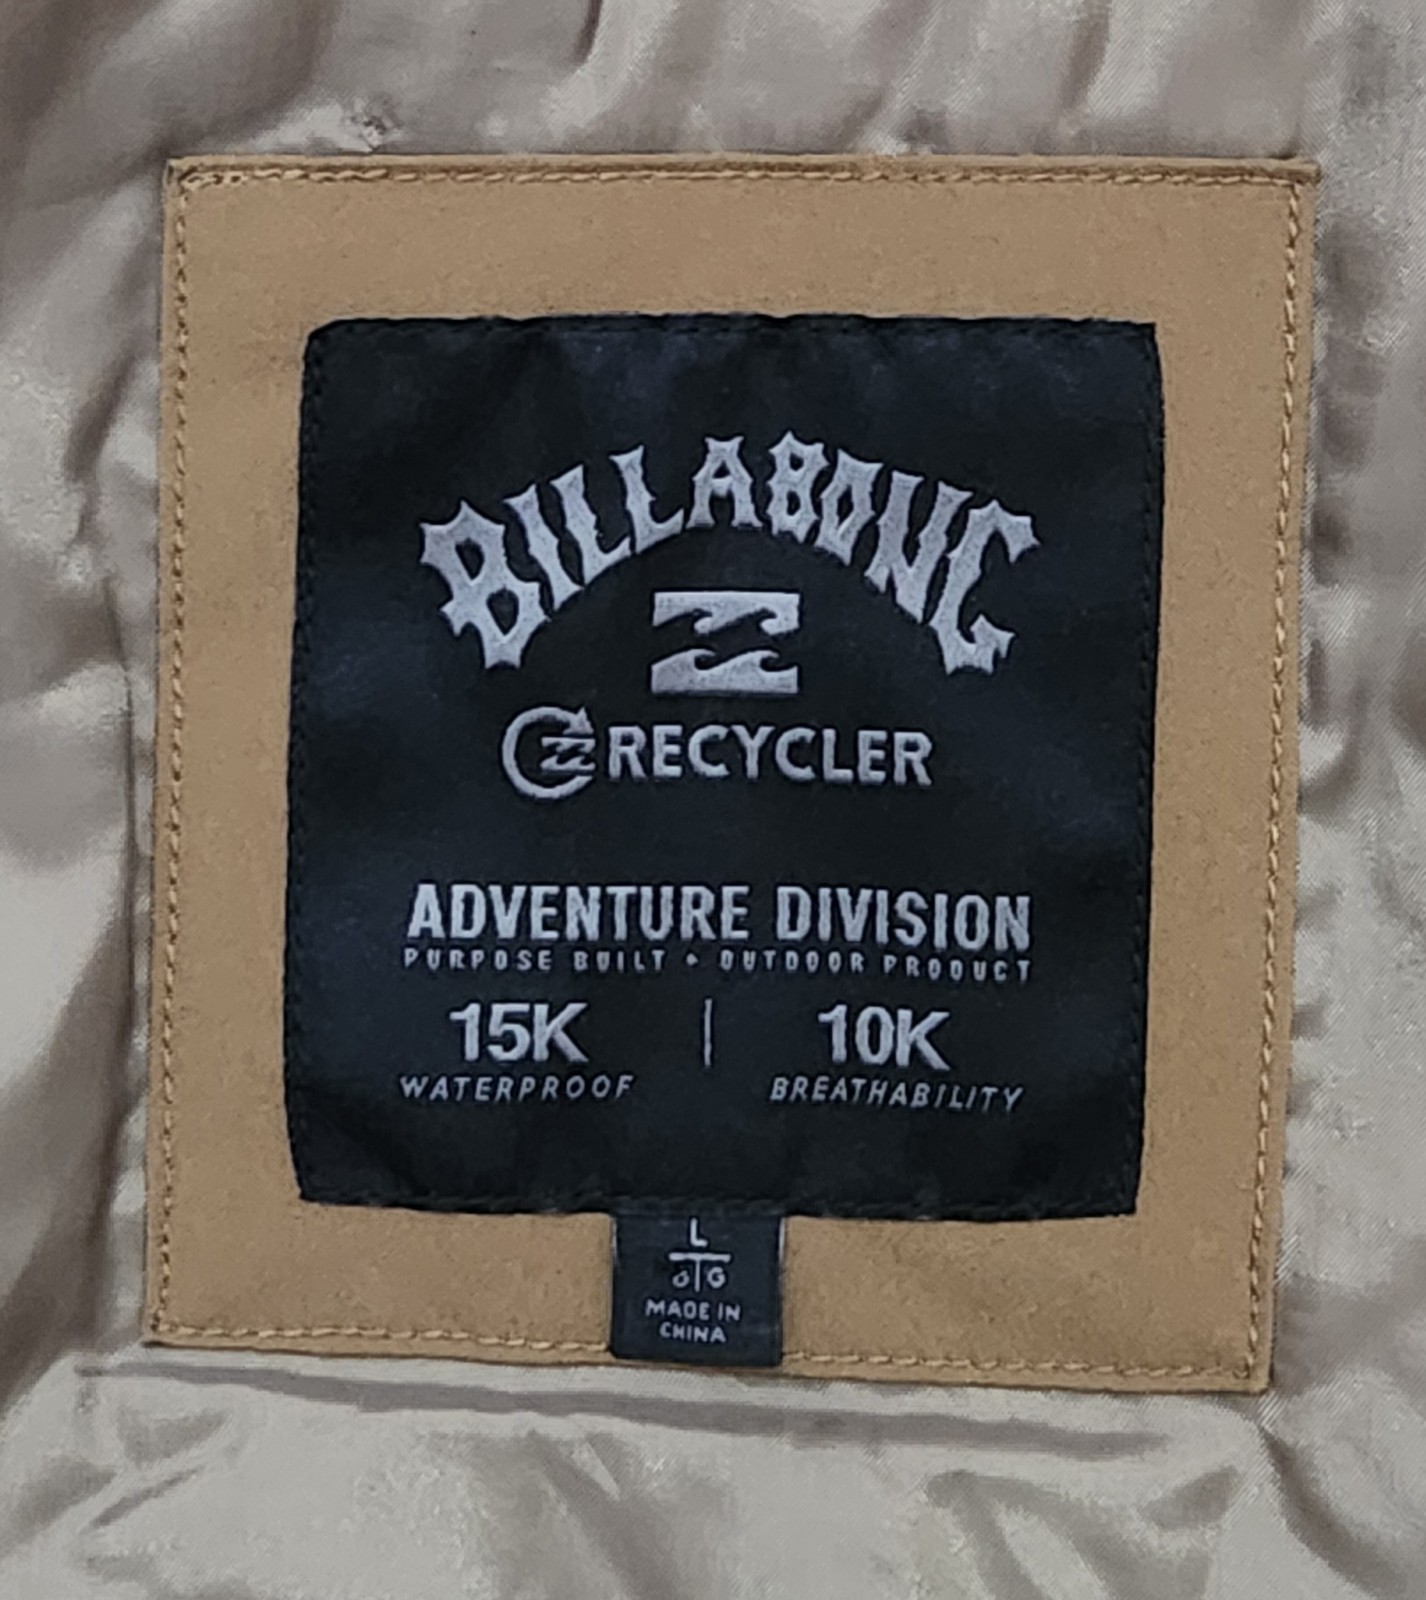 BILLABONG
RECYCLER
ADVENTURE DIVISION
PURPOSE BUILT • OUTDOOR PRODUCT
15K | 10K
WATERPROOF BREATHABILITY
L
G
MADE IN
CHINA